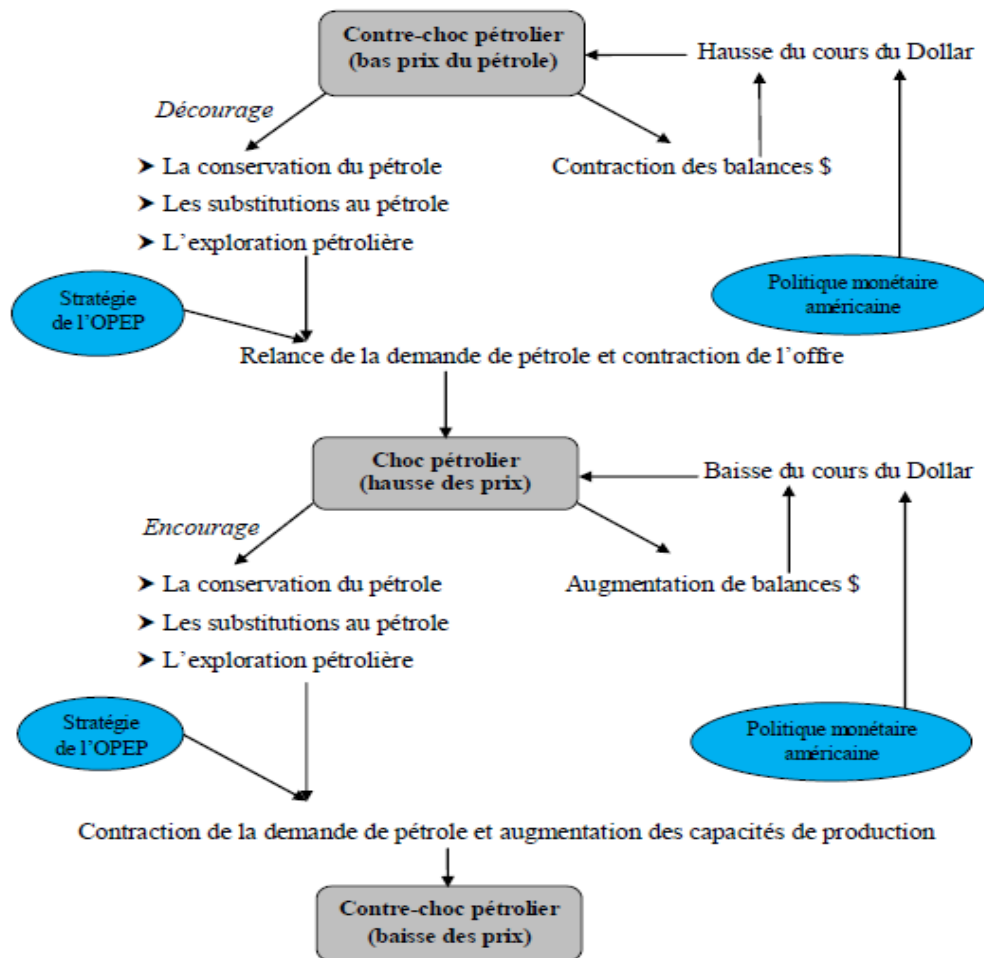 Contre-choc pétrolier
(bas prix du pétrole)
Hausse du cours du Dollar
Décourage
➤ La conservation du pétrole
Contraction des balances $
➤ Les substitutions au pétrole
➤ L’exploration pétrolière
Stratégie
de l’OPEP
Politique monétaire
américaine
Relance de la demande de pétrole et contraction de l’offre
Choc pétrolier
(hausse des prix)
Baisse du cours du Dollar
Encourage
➤ La conservation du pétrole
Augmentation de balances $
➤ Les substitutions au pétrole
➤ L’exploration pétrolière
Stratégie
de l’OPEP
Politique monétaire
américaine
Contraction de la demande de pétrole et augmentation des capacités de production
Contre-choc pétrolier
(baisse des prix)